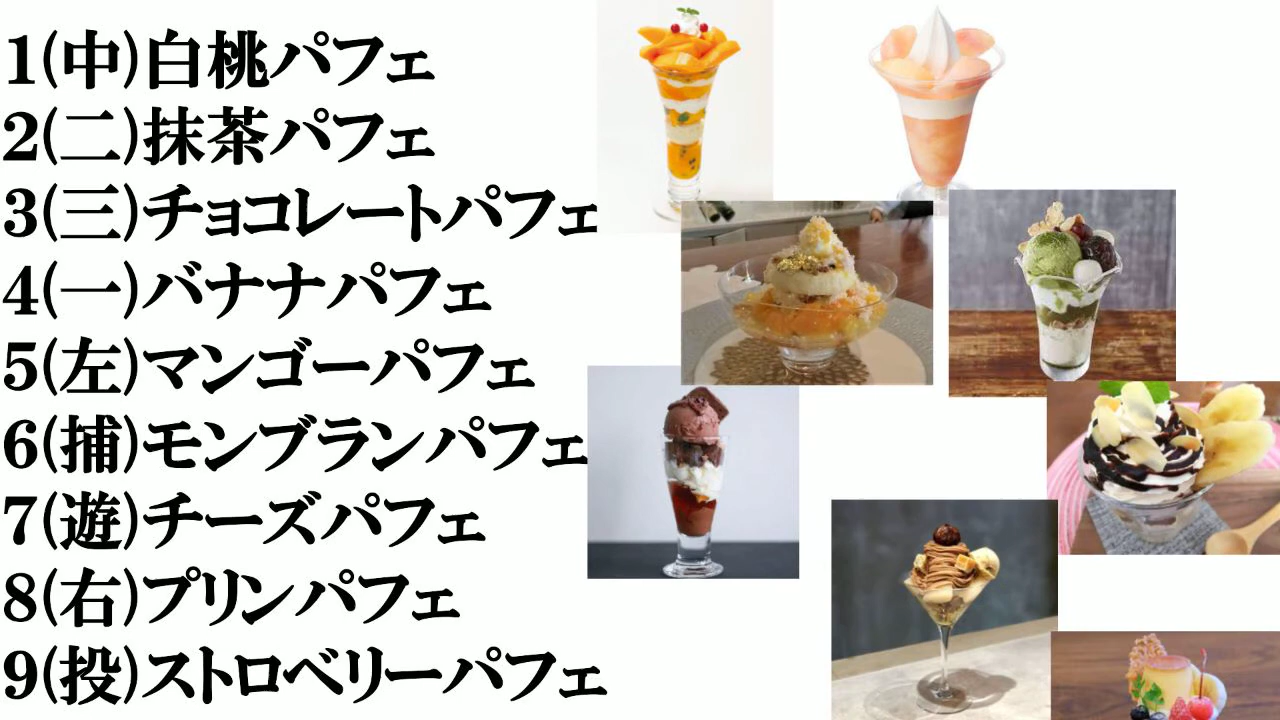 1(中)白桃パフェ
2(二)抹茶パフェ
3(三)チョコレートパフェ
4(一)バナナパフェ
5(左)マンゴーパフェ
6(捕)モンブランパフェ
7(遊)チーズパフェ
8(右)プリンパフェ
9(投)ストロベリーパフェ